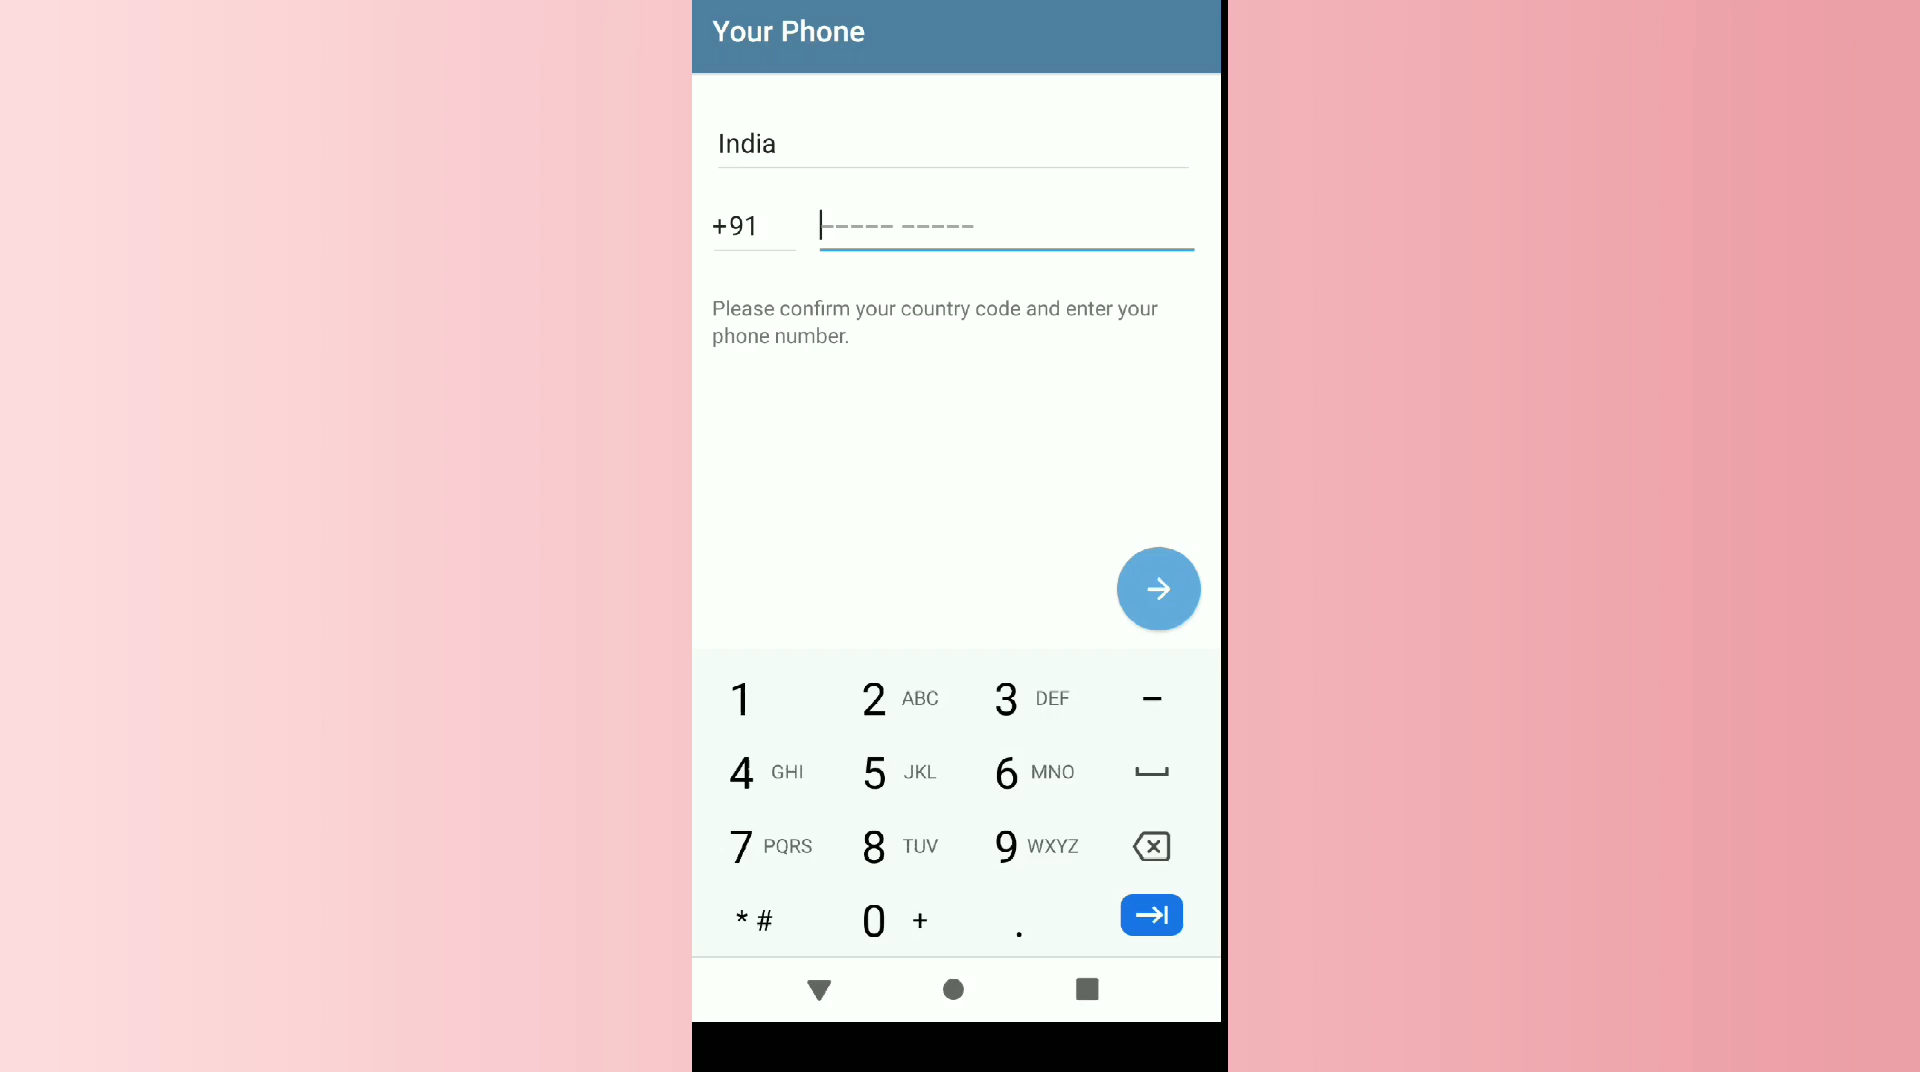 Your Phone
India
+91 ----- -----
Please confirm your country code and enter your
phone number.
1 2 ABC 3 DEF –
4 GHI 5 JKL 6 MNO
7 PQRS 8 TUV 9 WXYZ
* # 0 + .